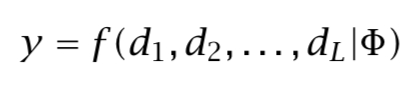 y = f(d₁, d₂, . . . , d_L|Φ)